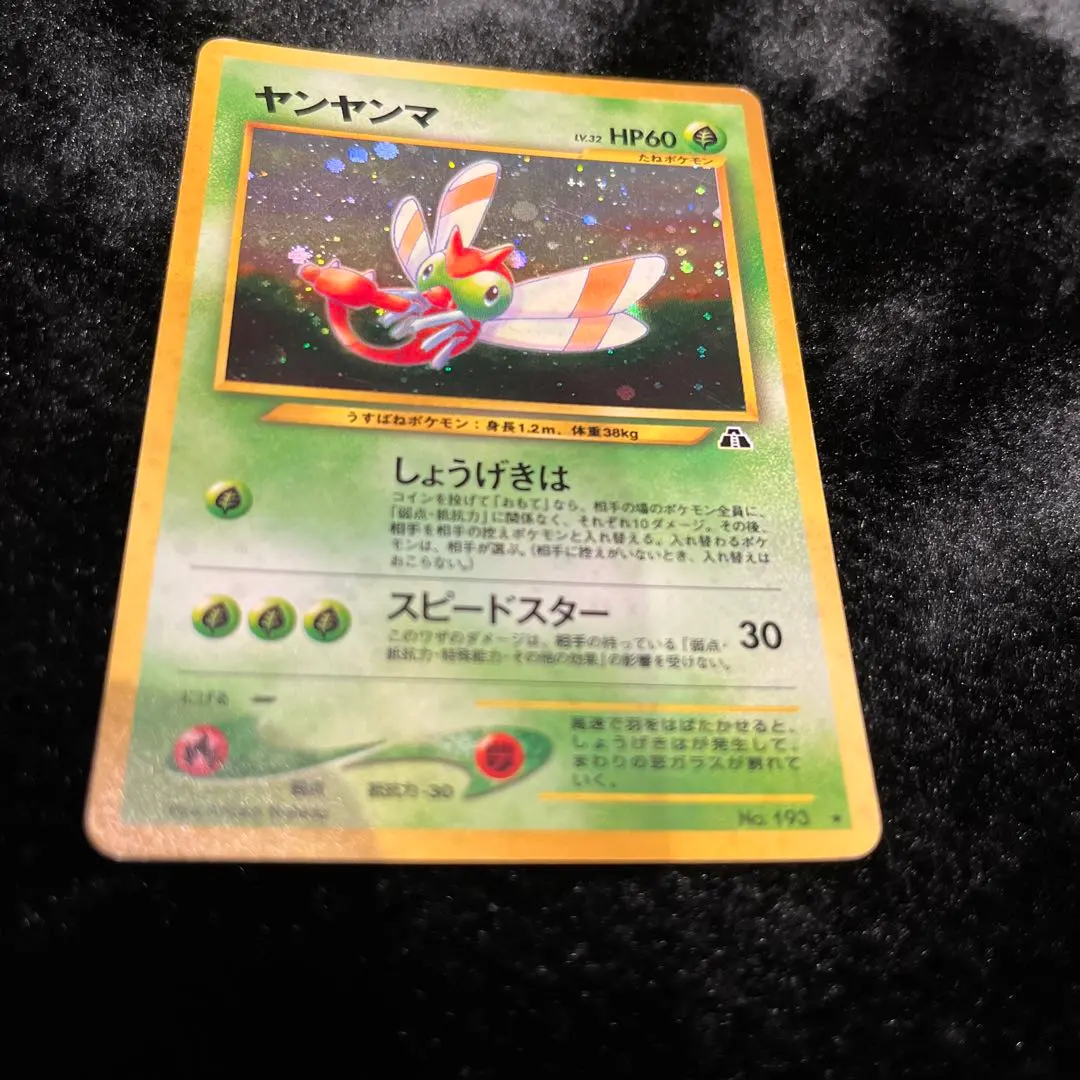 ヤンヤンマ
LV.32 HP60
たねポケモン
うすばねポケモン：身長1.2m、体重38kg
しょうげきは
コインを投げて「おもて」なら、相手の場のポケモン全員に、
「弱点・抵抗力」に関係なく、それぞれ10ダメージ。その後、
相手を相手の控えポケモンと入れ替える。入れ替わるポケ
モンは、相手が選ぶ。（相手に控えがいないとき、入れ替えは
おこらない。）
スピードスター 30
このワザのダメージは、相手の持っている「弱点・
抵抗力・特殊能力・その他の効果」の影響を受けない。
にげる
高速で羽をはばたかせると、
しょうげきはが発生して、
まわりの窓ガラスが割れて
いく。
弱点 抵抗力 -30
No. 193 ★